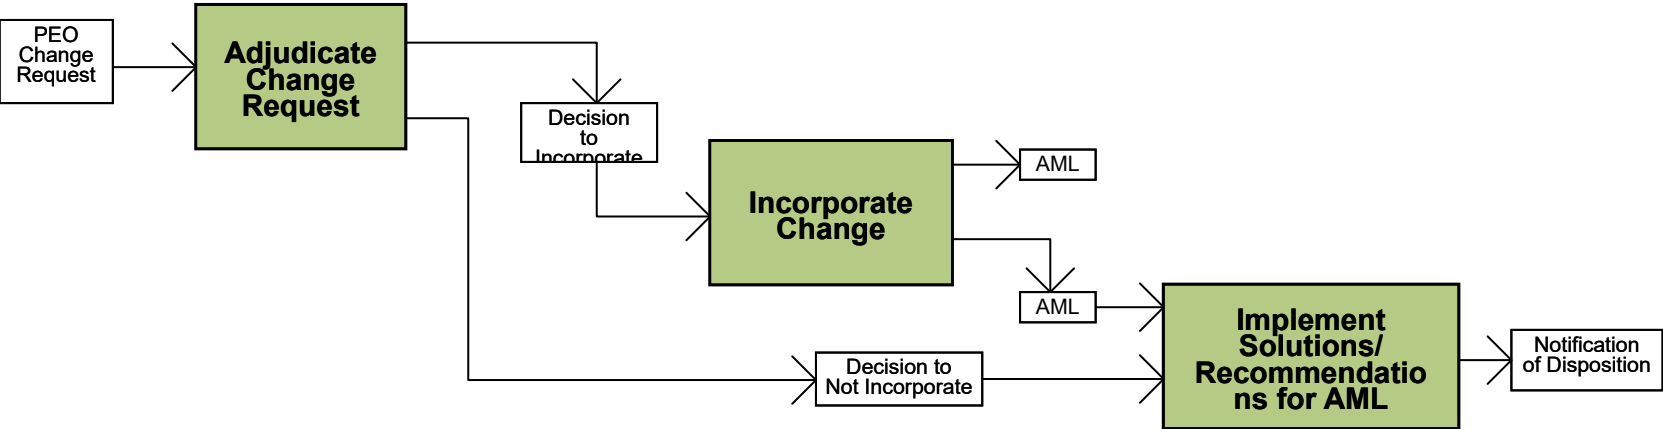 PEO
Change
Request
Adjudicate
Change
Request
Decision
to
Incorporate
Incorporate
Change
AML
AML
Decision to
Not Incorporate
Implement
Solutions/
Recommendatio
ns for AML
Notification
of Disposition